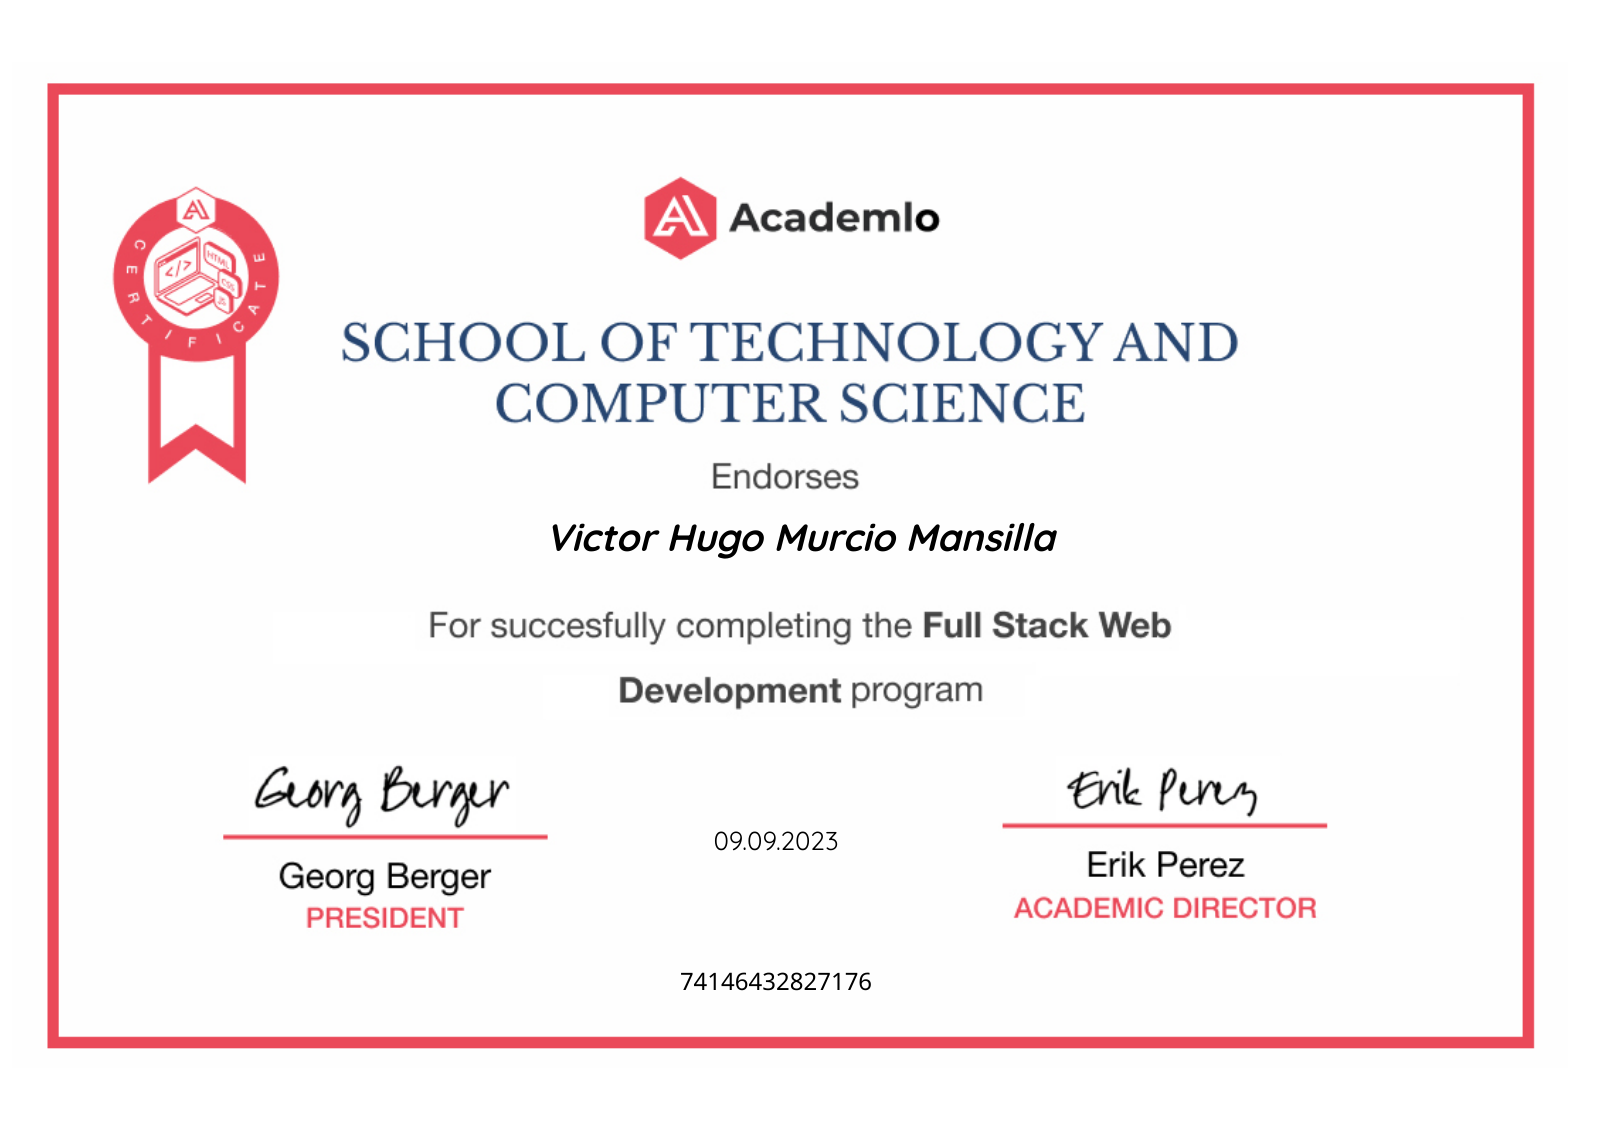 Academlo
CERTIFICATE
</>
HTML
CSS
JS
SCHOOL OF TECHNOLOGY AND
COMPUTER SCIENCE
Endorses
Victor Hugo Murcio Mansilla
For succesfully completing the Full Stack Web
Development program
Georg Berger
Georg Berger
PRESIDENT
09.09.2023
Erik Perez
Erik Perez
ACADEMIC DIRECTOR
74146432827176